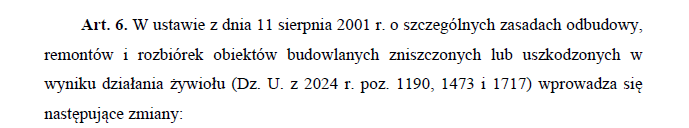 Art. 6. W ustawie z dnia 11 sierpnia 2001 r. o szczególnych zasadach odbudowy,
remontów i rozbiórek obiektów budowlanych zniszczonych lub uszkodzonych w
wyniku działania żywiołu (Dz. U. z 2024 r. poz. 1190, 1473 i 1717) wprowadza się
następujące zmiany: